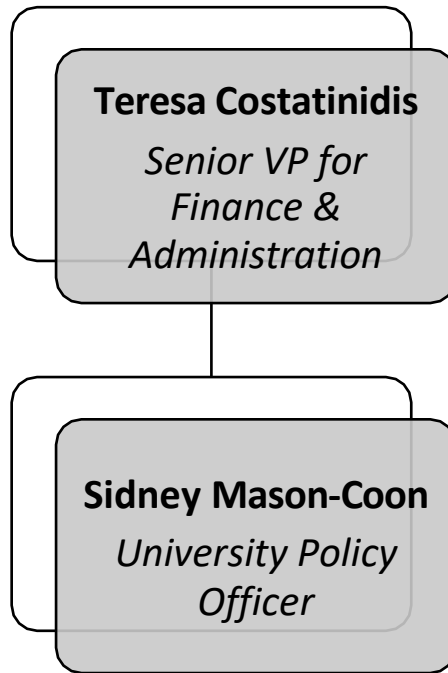 Teresa Costatinidis
Senior VP for
Finance &
Administration
Sidney Mason-Coon
University Policy
Officer